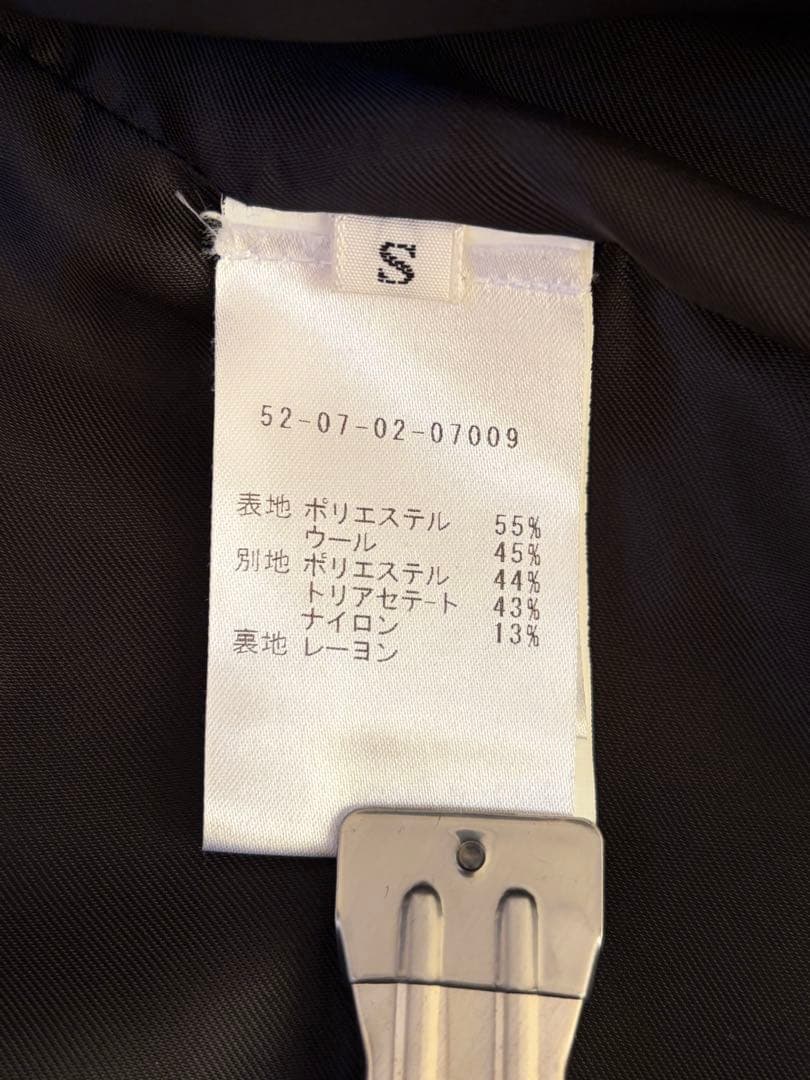 S
52-07-02-07009
表地 ポリエステル 55%
ウール 45%
別地 ポリエステル 44%
トリアセテート 43%
ナイロン 13%
裏地 レーヨン